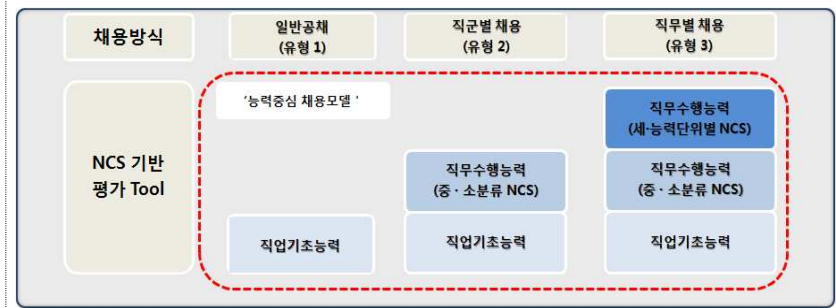 채용방식
일반공채
(유형 1)
직군별 채용
(유형 2)
직무별 채용
(유형 3)
NCS 기반
평가 Tool
‘능력중심 채용모델 ’
직무수행능력
(세·능력단위별 NCS)
직무수행능력
(중 · 소분류 NCS)
직무수행능력
(중 · 소분류 NCS)
직업기초능력
직업기초능력
직업기초능력